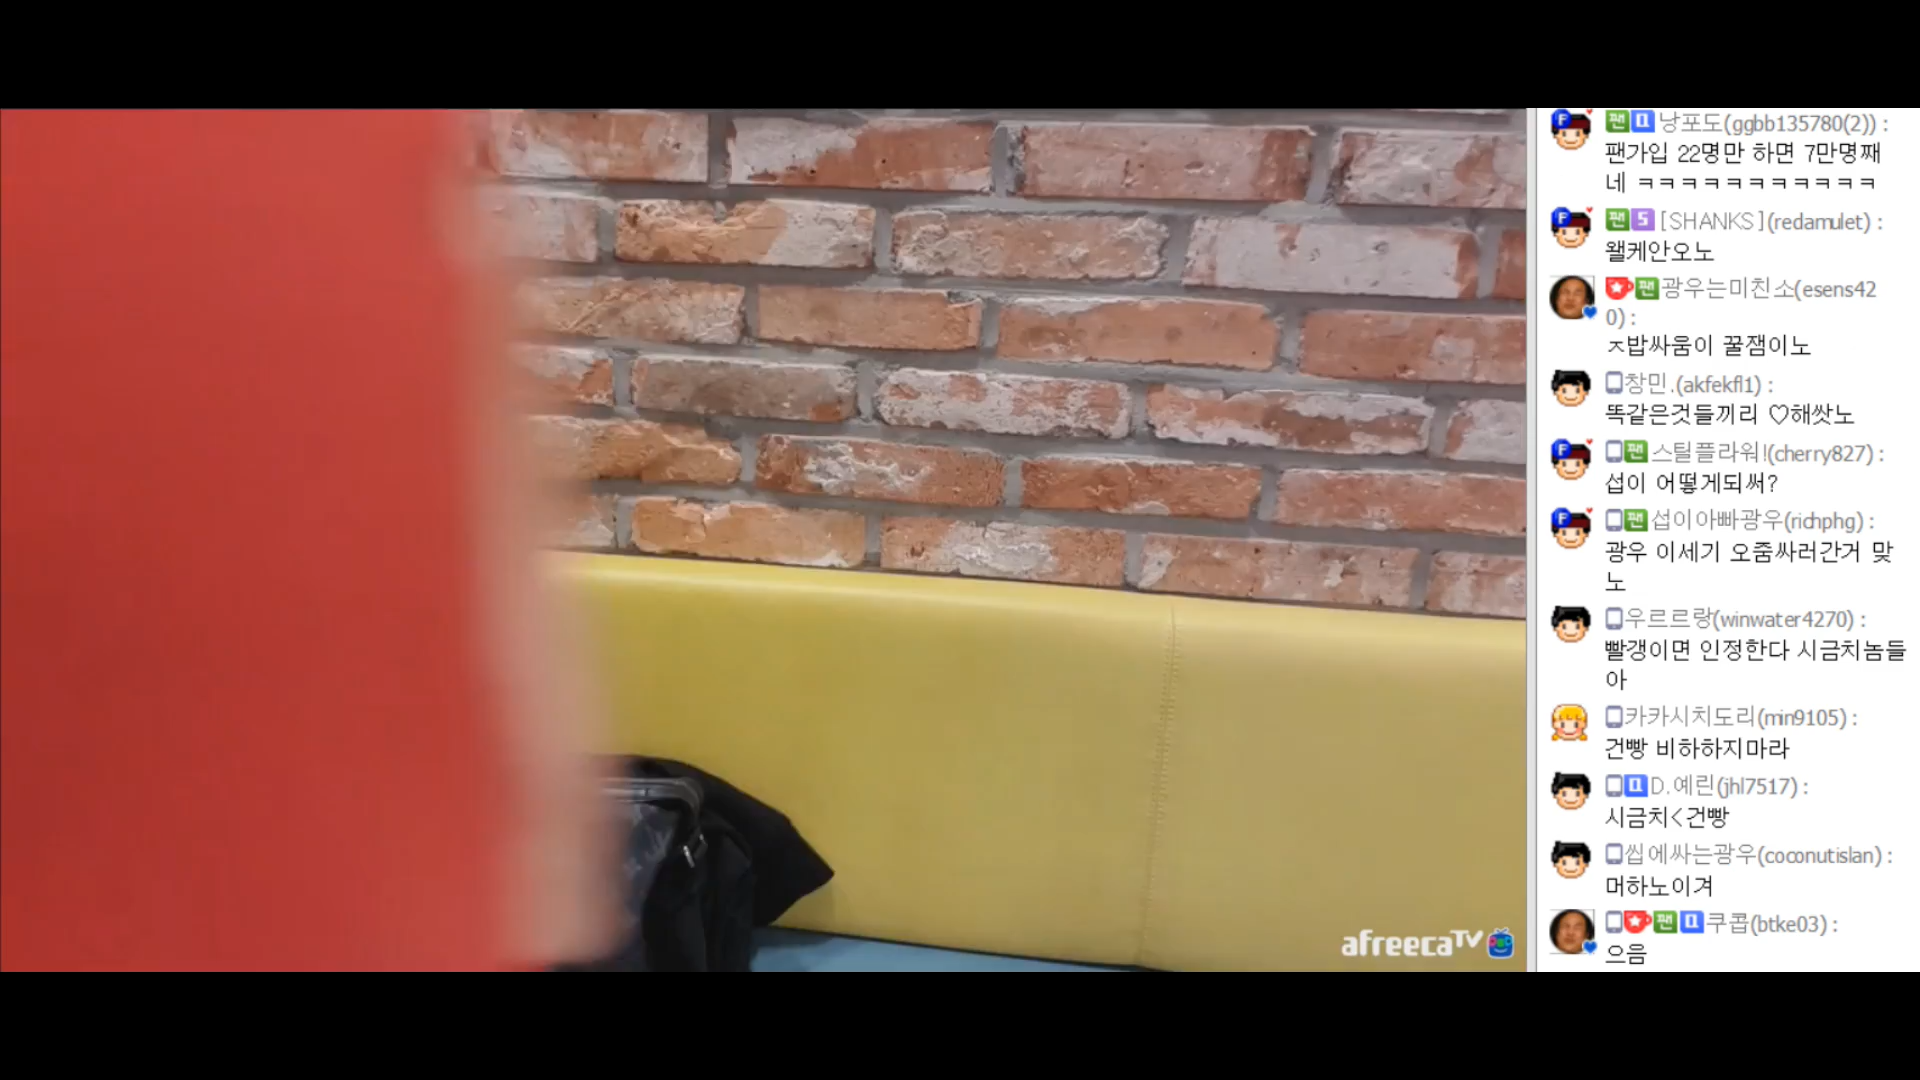 팬 낭포도(ggbb135780(2)) :
팬가입 22명만 하면 7만명째
네 ㅋㅋㅋㅋㅋㅋㅋㅋㅋㅋㅋ
팬 S [SHANKS](redamulet) :
왤케안오노
팬 광우는미친소(esens42
0) :
ㅈ밥싸움이 꿀잼이노
창민.(akfekfl1) :
똑같은것들끼리 ♡해쌋노
팬 스틸플라워!(cherry827) :
섭이 어떻게되써?
팬 섭이아빠광우(richphg) :
광우 이세기 오줌싸러간거 맞
노
우르르랑(winwater4270) :
빨갱이면 인정한다 시금치놈들
아
카카시치도리(min9105) :
건빵 비하하지마라
D.예린(jhl7517) :
시금치<건빵
씹에싸는광우(coconutislan) :
머하노이겨
팬 쿠콥(btke03) :
으음
afreecaTV